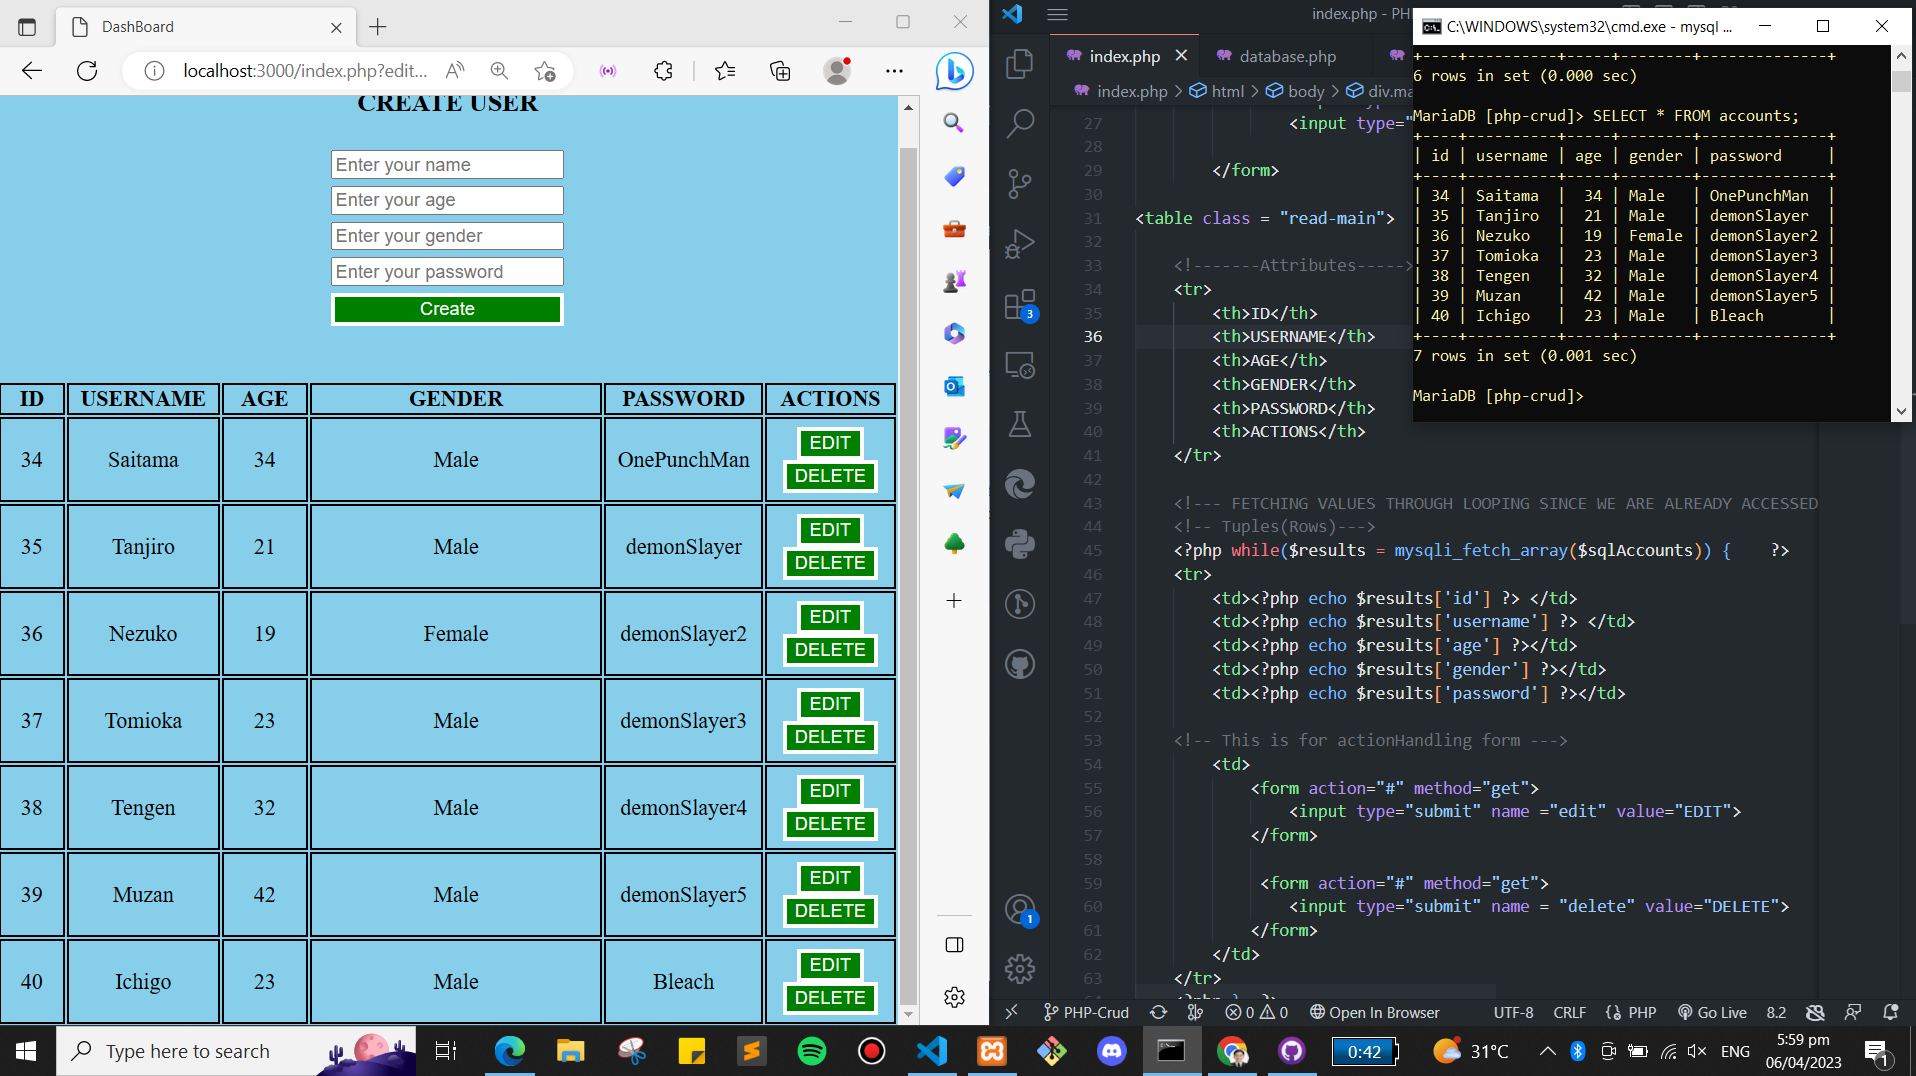 DashBoard
localhost:3000/index.php?edit...
CREATE USER
Enter your name
Enter your age
Enter your gender
Enter your password
Create
ID USERNAME AGE GENDER PASSWORD ACTIONS
34 Saitama 34 Male OnePunchMan EDIT DELETE
35 Tanjiro 21 Male demonSlayer EDIT DELETE
36 Nezuko 19 Female demonSlayer2 EDIT DELETE
37 Tomioka 23 Male demonSlayer3 EDIT DELETE
38 Tengen 32 Male demonSlayer4 EDIT DELETE
39 Muzan 42 Male demonSlayer5 EDIT DELETE
40 Ichigo 23 Male Bleach EDIT DELETE
index.php - PH
index.php database.php
index.php > html > body > div.ma
27 <input type="
28
29 </form>
30
31 <table class = "read-main">
32
33 <!-------Attributes----->
34 <tr>
35 <th>ID</th>
36 <th>USERNAME</th>
37 <th>AGE</th>
38 <th>GENDER</th>
39 <th>PASSWORD</th>
40 <th>ACTIONS</th>
41 </tr>
42
43 <!--- FETCHING VALUES THROUGH LOOPING SINCE WE ARE ALREADY ACCESSED
44 <!-- Tuples(Rows)--->
45 <?php while($results = mysqli_fetch_array($sqlAccounts)) { ?>
46 <tr>
47 <td><?php echo $results['id'] ?> </td>
48 <td><?php echo $results['username'] ?> </td>
49 <td><?php echo $results['age'] ?></td>
50 <td><?php echo $results['gender'] ?></td>
51 <td><?php echo $results['password'] ?></td>
52
53 <!-- This is for actionHandling form --->
54 <td>
55 <form action="#" method="get">
56 <input type="submit" name ="edit" value="EDIT">
57 </form>
58
59 <form action="#" method="get">
60 <input type="submit" name = "delete" value="DELETE">
61 </form>
62 </td>
63 </tr>
3
1
PHP-Crud 0 0 Open In Browser UTF-8 CRLF PHP Go Live 8.2
C:\WINDOWS\system32\cmd.exe - mysql ...
+----+----------+-----+--------+--------------+
6 rows in set (0.000 sec)
MariaDB [php-crud]> SELECT * FROM accounts;
+----+----------+-----+--------+--------------+
| id | username | age | gender | password |
+----+----------+-----+--------+--------------+
| 34 | Saitama | 34 | Male | OnePunchMan |
| 35 | Tanjiro | 21 | Male | demonSlayer |
| 36 | Nezuko | 19 | Female | demonSlayer2 |
| 37 | Tomioka | 23 | Male | demonSlayer3 |
| 38 | Tengen | 32 | Male | demonSlayer4 |
| 39 | Muzan | 42 | Male | demonSlayer5 |
| 40 | Ichigo | 23 | Male | Bleach |
+----+----------+-----+--------+--------------+
7 rows in set (0.001 sec)
MariaDB [php-crud]>
Type here to search
0:42
31°C
ENG
5:59 pm
06/04/2023
1